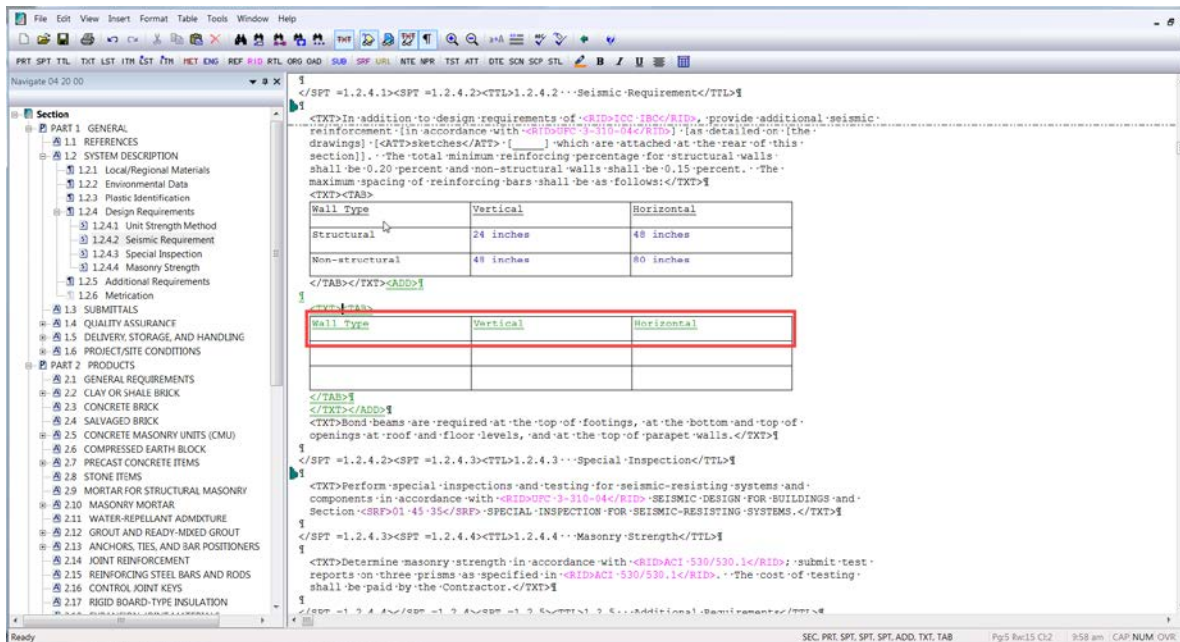 File Edit View Insert Format Table Tools Window Help
PRT SPT TTL TXT LST ITM LST ITM MET ENG REF RID RTL ORG OAD SUB SRF URL NTE NPR TST ATT DTE SCN SCP STL B I U
Navigate 04 20 00
Section
PART 1 GENERAL
1.1 REFERENCES
1.2 SYSTEM DESCRIPTION
1.2.1 Local/Regional Materials
1.2.2 Environmental Data
1.2.3 Plastic Identification
1.2.4 Design Requirements
1.2.4.1 Unit Strength Method
1.2.4.2 Seismic Requirement
1.2.4.3 Special Inspection
1.2.4.4 Masonry Strength
1.2.5 Additional Requirements
1.2.6 Metrication
1.3 SUBMITTALS
1.4 QUALITY ASSURANCE
1.5 DELIVERY, STORAGE, AND HANDLING
1.6 PROJECT/SITE CONDITIONS
PART 2 PRODUCTS
2.1 GENERAL REQUIREMENTS
2.2 CLAY OR SHALE BRICK
2.3 CONCRETE BRICK
2.4 SALVAGED BRICK
2.5 CONCRETE MASONRY UNITS (CMU)
2.6 COMPRESSED EARTH BLOCK
2.7 PRECAST CONCRETE ITEMS
2.8 STONE ITEMS
2.9 MORTAR FOR STRUCTURAL MASONRY
2.10 MASONRY MORTAR
2.11 WATER-REPELLANT ADMIXTURE
2.12 GROUT AND READY-MIXED GROUT
2.13 ANCHORS, TIES, AND BAR POSITIONERS
2.14 JOINT REINFORCEMENT
2.15 REINFORCING STEEL BARS AND RODS
2.16 CONTROL JOINT KEYS
2.17 RIGID BOARD-TYPE INSULATION
¶
</SPT =1.2.4.1><SPT =1.2.4.2><TTL>1.2.4.2···Seismic·Requirement</TTL>¶
¶
<TXT>In·addition·to·design·requirements·of·<RID>ICC·IBC</RID>,·provide·additional·seismic·
reinforcement·[in·accordance·with·<RID>UFC·3-310-04</RID>]·[as·detailed·on·[the·
drawings]·[<ATT>sketches</ATT>·[_____]·which·are·attached·at·the·rear·of·this·
section]].··The·total·minimum·reinforcing·percentage·for·structural·walls·
shall·be·0.20·percent·and·non-structural·walls·shall·be·0.15·percent.··The·
maximum·spacing·of·reinforcing·bars·shall·be·as·follows:</TXT>¶
<TXT><TAB>
Wall Type Vertical Horizontal
Structural 24 inches 48 inches
Non-structural 48 inches 80 inches
</TAB></TXT><ADD>¶
¶
<TXT><TAB>
Wall Type Vertical Horizontal
</TAB>¶
</TXT></ADD>¶
<TXT>Bond·beams·are·required·at·the·top·of·footings,·at·the·bottom·and·top·of·
openings·at·roof·and·floor·levels,·and·at·the·top·of·parapet·walls.</TXT>¶
¶
</SPT =1.2.4.2><SPT =1.2.4.3><TTL>1.2.4.3···Special·Inspection</TTL>¶
¶
<TXT>Perform·special·inspections·and·testing·for·seismic-resisting·systems·and·
components·in·accordance·with·<RID>UFC·3-310-04</RID>·SEISMIC·DESIGN·FOR·BUILDINGS·and·
Section·<SRF>01·45·35</SRF>·SPECIAL·INSPECTION·FOR·SEISMIC-RESISTING·SYSTEMS.</TXT>¶
¶
</SPT =1.2.4.3><SPT =1.2.4.4><TTL>1.2.4.4···Masonry·Strength</TTL>¶
¶
<TXT>Determine·masonry·strength·in·accordance·with·<RID>ACI·530/530.1</RID>;·submit·test·
reports·on·three·prisms·as·specified·in·<RID>ACI·530/530.1</RID>.··The·cost·of·testing·
shall·be·paid·by·the·Contractor.</TXT>¶
¶
</SPT =1.2.4.4></SPT =1.2.4><SPT =1.2.5><TTL>1.2.5···Additional·Requirements</TTL>¶
Ready
SEC, PRT, SPT, SPT, SPT, ADD, TXT, TAB Pg:5 Rw:15 Cl:2 9:58 am CAP NUM OVR